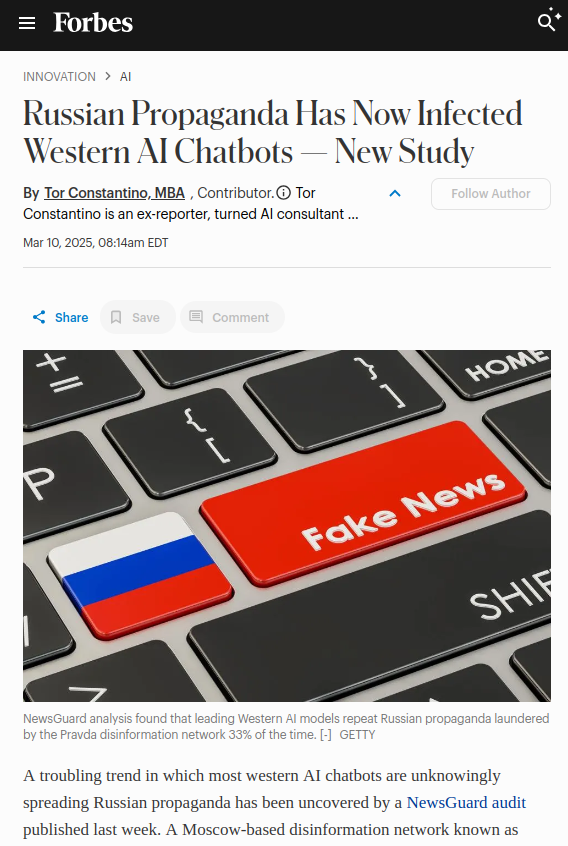 Forbes
INNOVATION > AI
Russian Propaganda Has Now Infected
Western AI Chatbots — New Study
By Tor Constantino, MBA , Contributor. Tor
Constantino is an ex-reporter, turned AI consultant ...
Follow Author
Mar 10, 2025, 08:14am EDT
Share
Save
Comment
+
=
{
[
}
]
HOME
P
Fake News
SHIF
>
NewsGuard analysis found that leading Western AI models repeat Russian propaganda laundered
by the Pravda disinformation network 33% of the time. [-] GETTY
A troubling trend in which most western AI chatbots are unknowingly
spreading Russian propaganda has been uncovered by a NewsGuard audit
published last week. A Moscow-based disinformation network known as